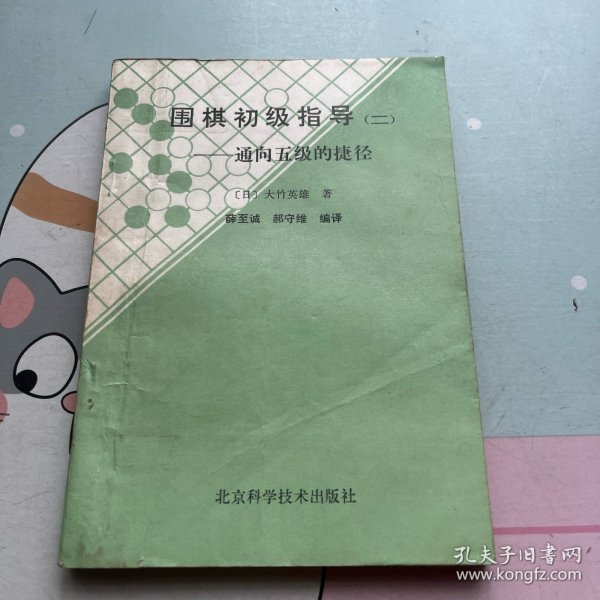 围棋初级指导(二)
——通向五级的捷径
〔日〕大竹英雄 著
薛至诚 郝守维 编译
北京科学技术出版社
孔夫子旧书网
www.kongfz.com